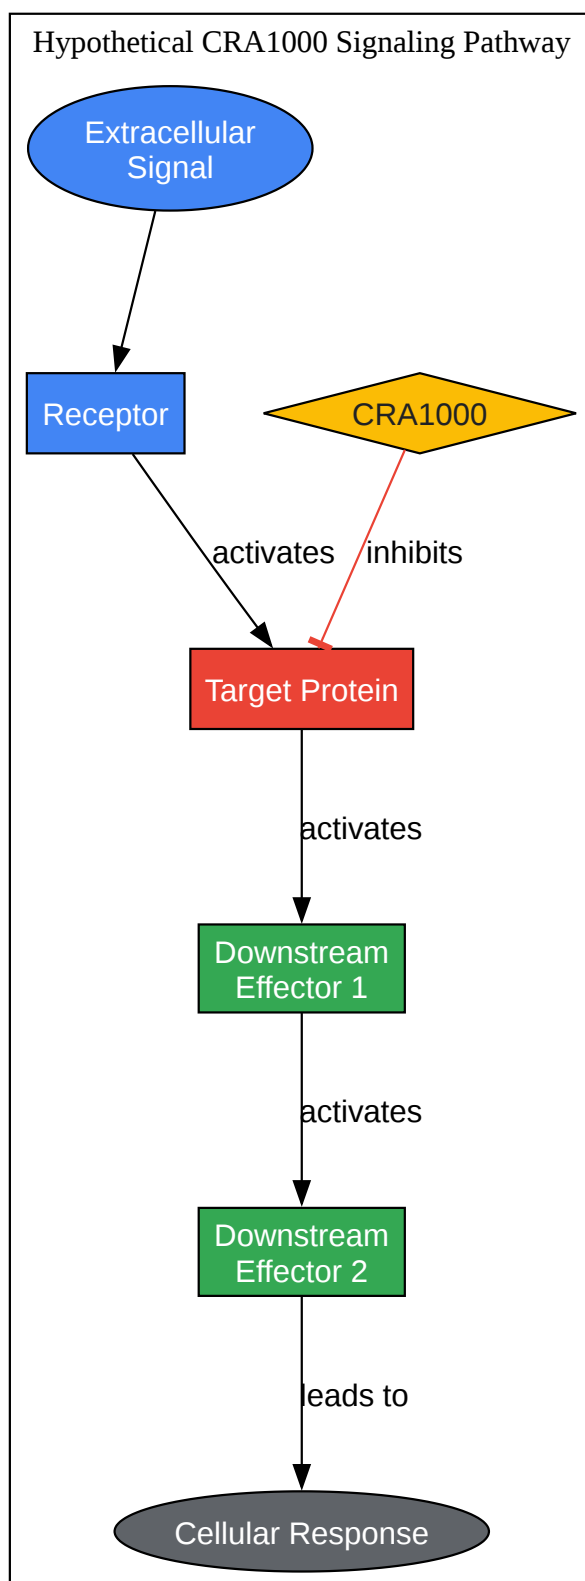 Hypothetical CRA1000 Signaling Pathway
Extracellular
Signal
Receptor
CRA1000
activates
inhibits
Target Protein
activates
Downstream
Effector 1
activates
Downstream
Effector 2
leads to
Cellular Response